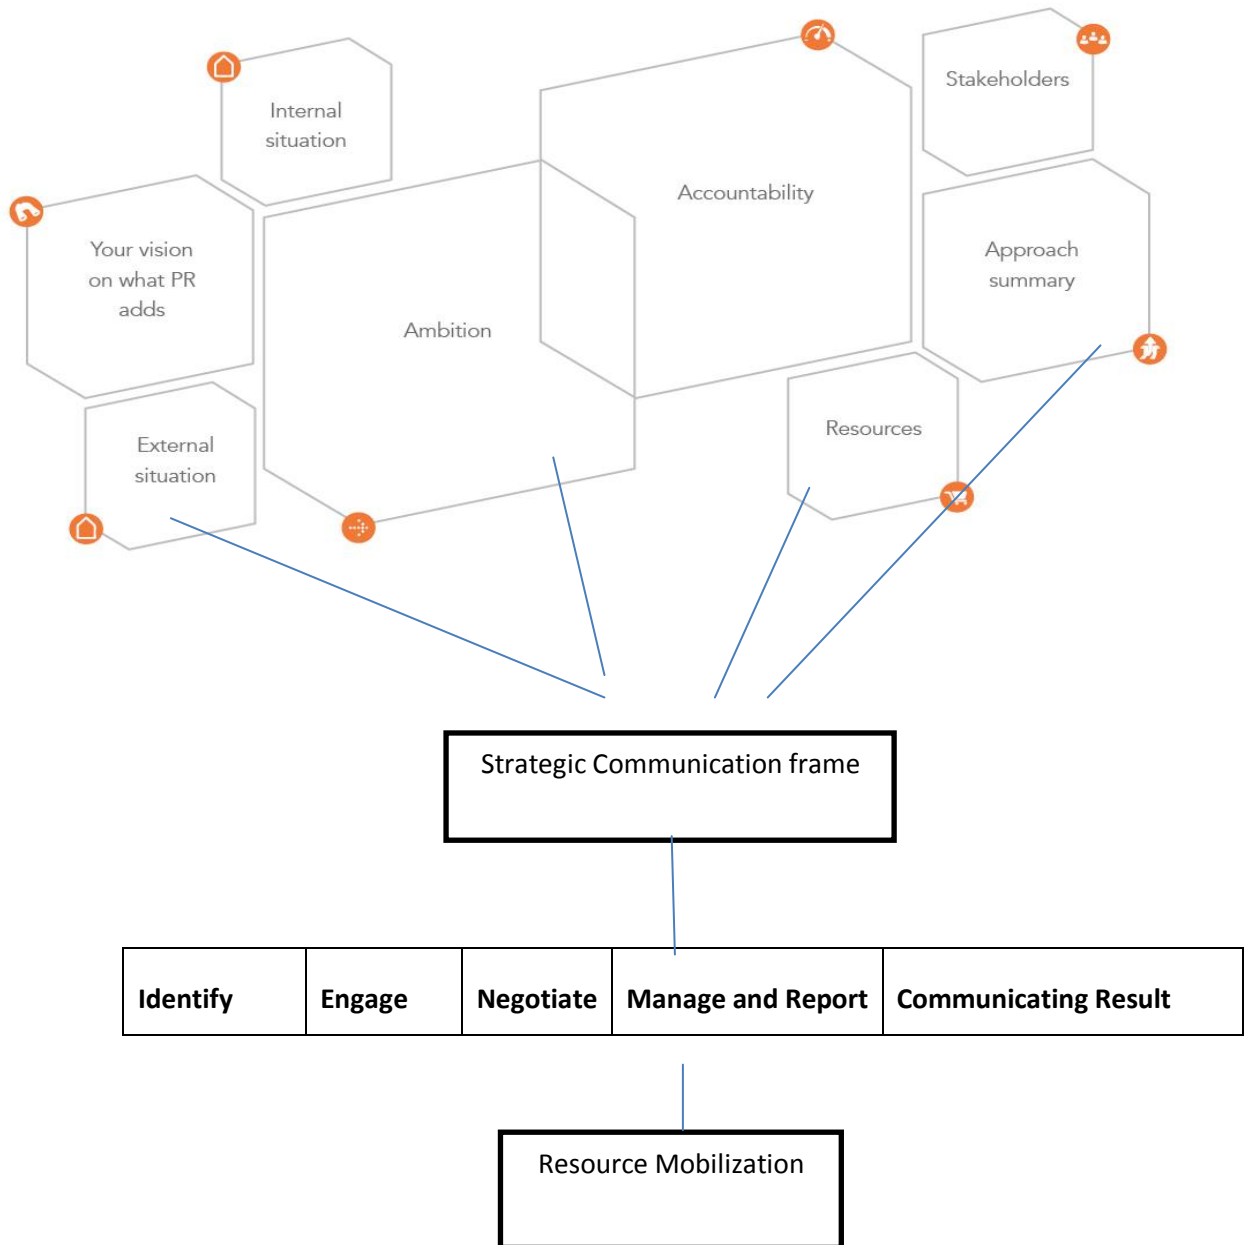 Internal
situation
Stakeholders
Accountability
Your vision
on what PR
adds
Approach
summary
Ambition
External
situation
Resources
Strategic Communication frame
Identify
Engage
Negotiate
Manage and Report
Communicating Result
Resource Mobilization